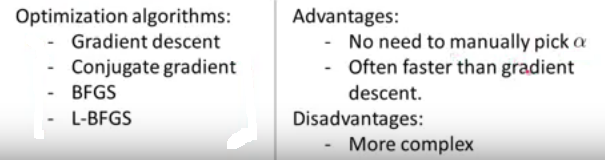 Optimization algorithms:
- Gradient descent
- Conjugate gradient
- BFGS
- L-BFGS
Advantages:
- No need to manually pick α
- Often faster than gradient
descent.
Disadvantages:
- More complex